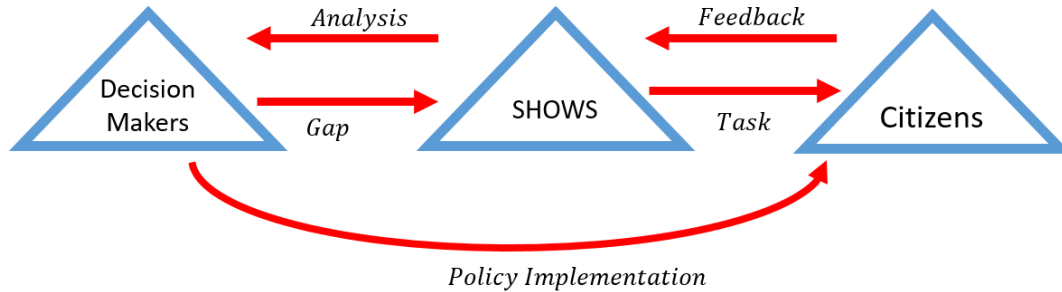 Analysis
Feedback
Decision
Makers
SHOWS
Citizens
Gap
Task
Policy Implementation